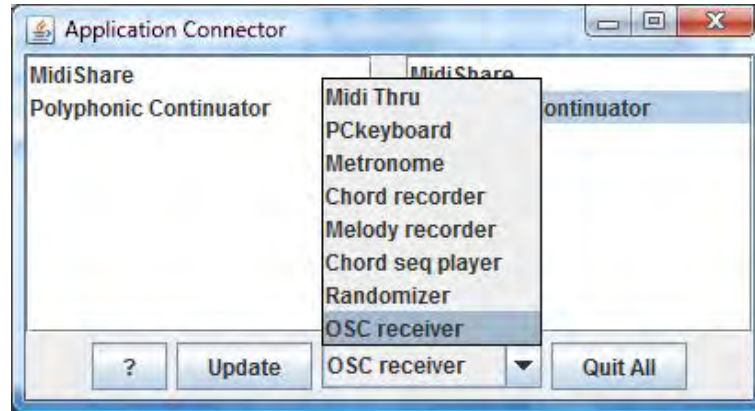 Application Connector
MidiShare
Polyphonic Continuator
MidiShare
ontinuator
Midi Thru
PCkeyboard
Metronome
Chord recorder
Melody recorder
Chord seq player
Randomizer
OSC receiver
? Update OSC receiver Quit All